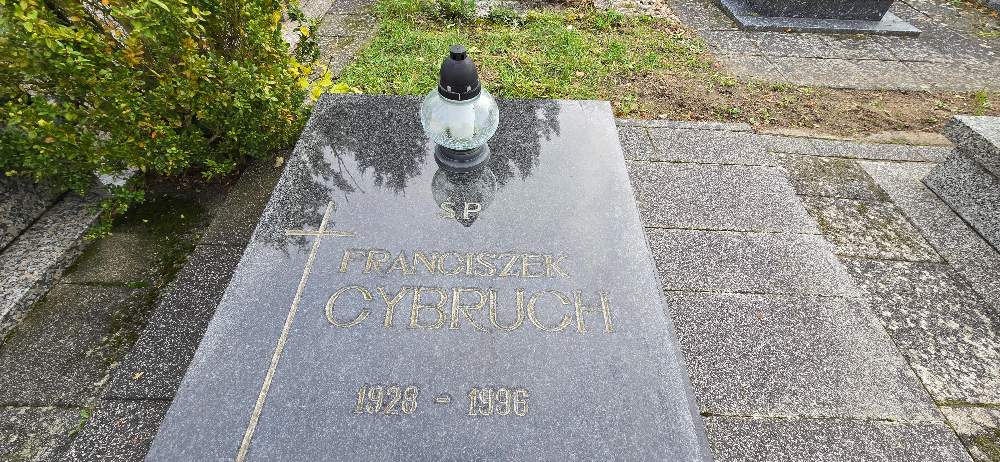 Ś.P.
FRANCISZEK
CYBRUCH
1928 - 1996